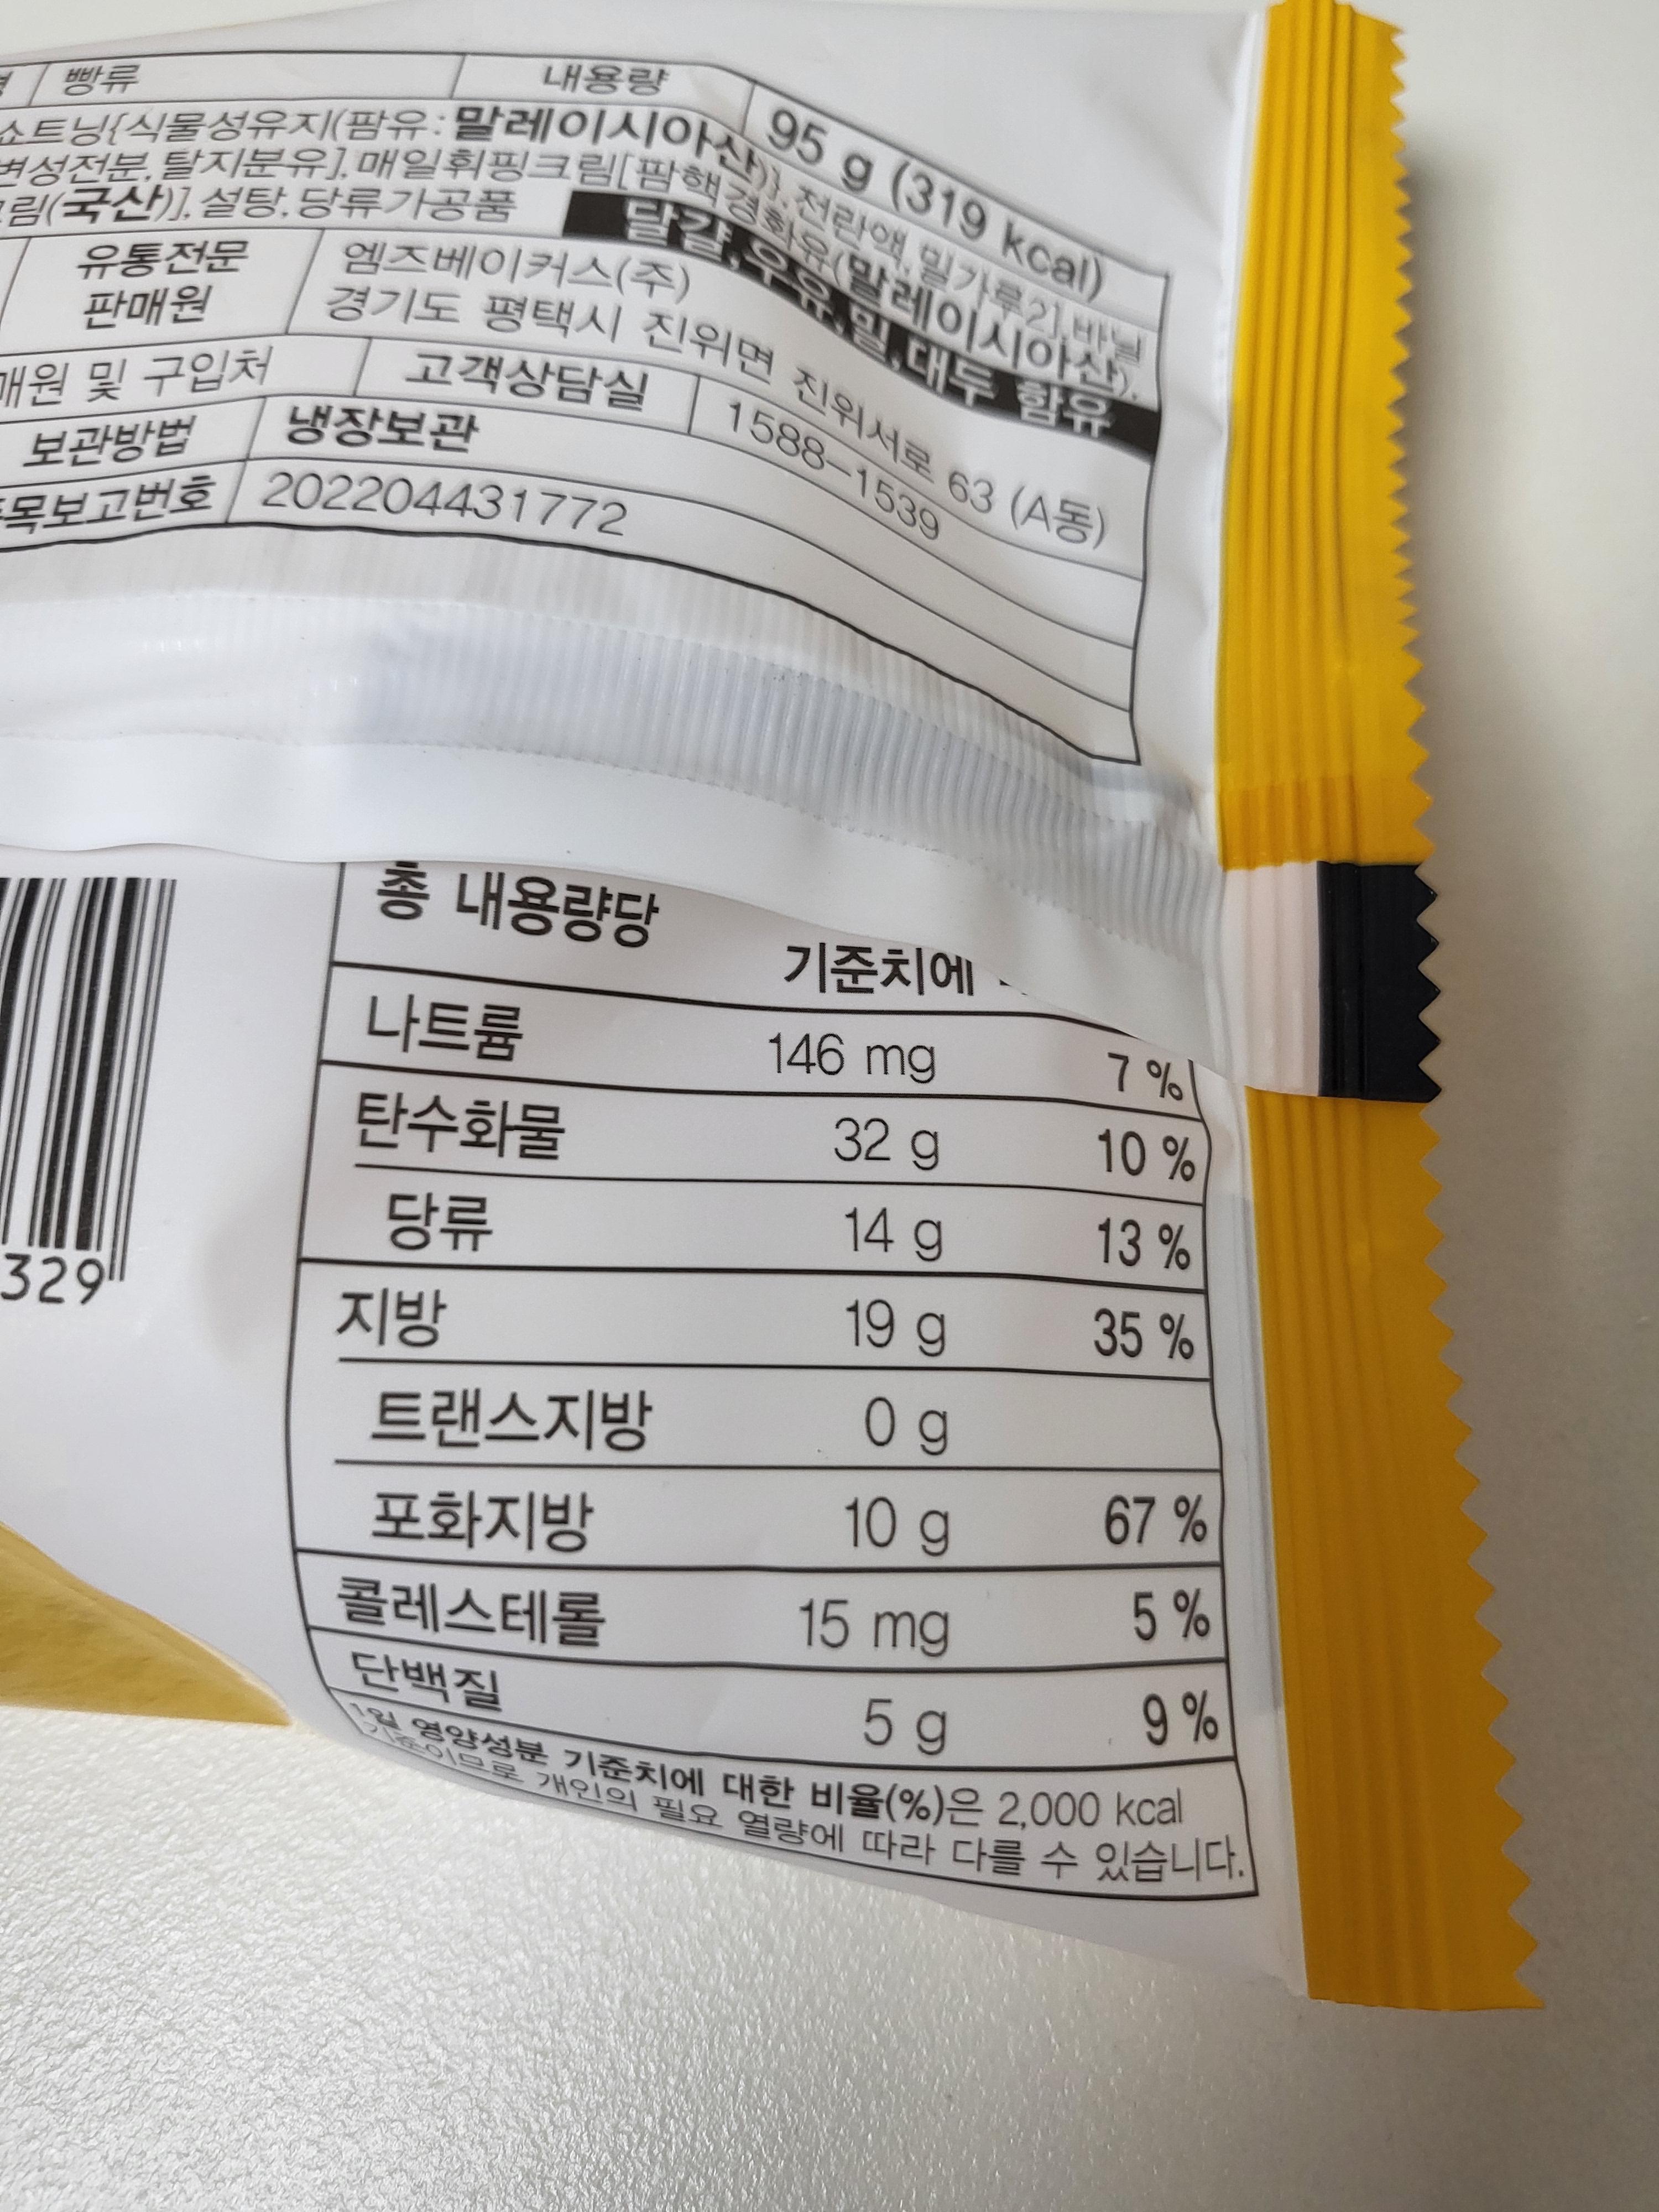 빵류 내용량 95 g (319 kcal)
쇼트닝{식물성유지(팜유:말레이시아산)}, 전란액, 밀가루2], 바닐
변성전분, 탈지분유], 매일휘핑크림[팜핵경화유(말레이시아산),
림(국산)], 설탕, 당류가공품 달걀,우유,밀,대두 함유
유통전문
판매원
엠즈베이커스(주)
경기도 평택시 진위면 진위서로 63 (A동)
매원 및 구입처 고객상담실 1588-1539
보관방법 냉장보관
목보고번호 202204431772
329
총 내용량당
기준치에
나트륨 146 mg 7 %
탄수화물 32 g 10 %
당류 14 g 13 %
지방 19 g 35 %
트랜스지방 0 g
포화지방 10 g 67 %
콜레스테롤 15 mg 5 %
단백질 5 g 9 %
1일 영양성분 기준치에 대한 비율(%)은 2,000 kcal
기준이므로 개인의 필요 열량에 따라 다를 수 있습니다.